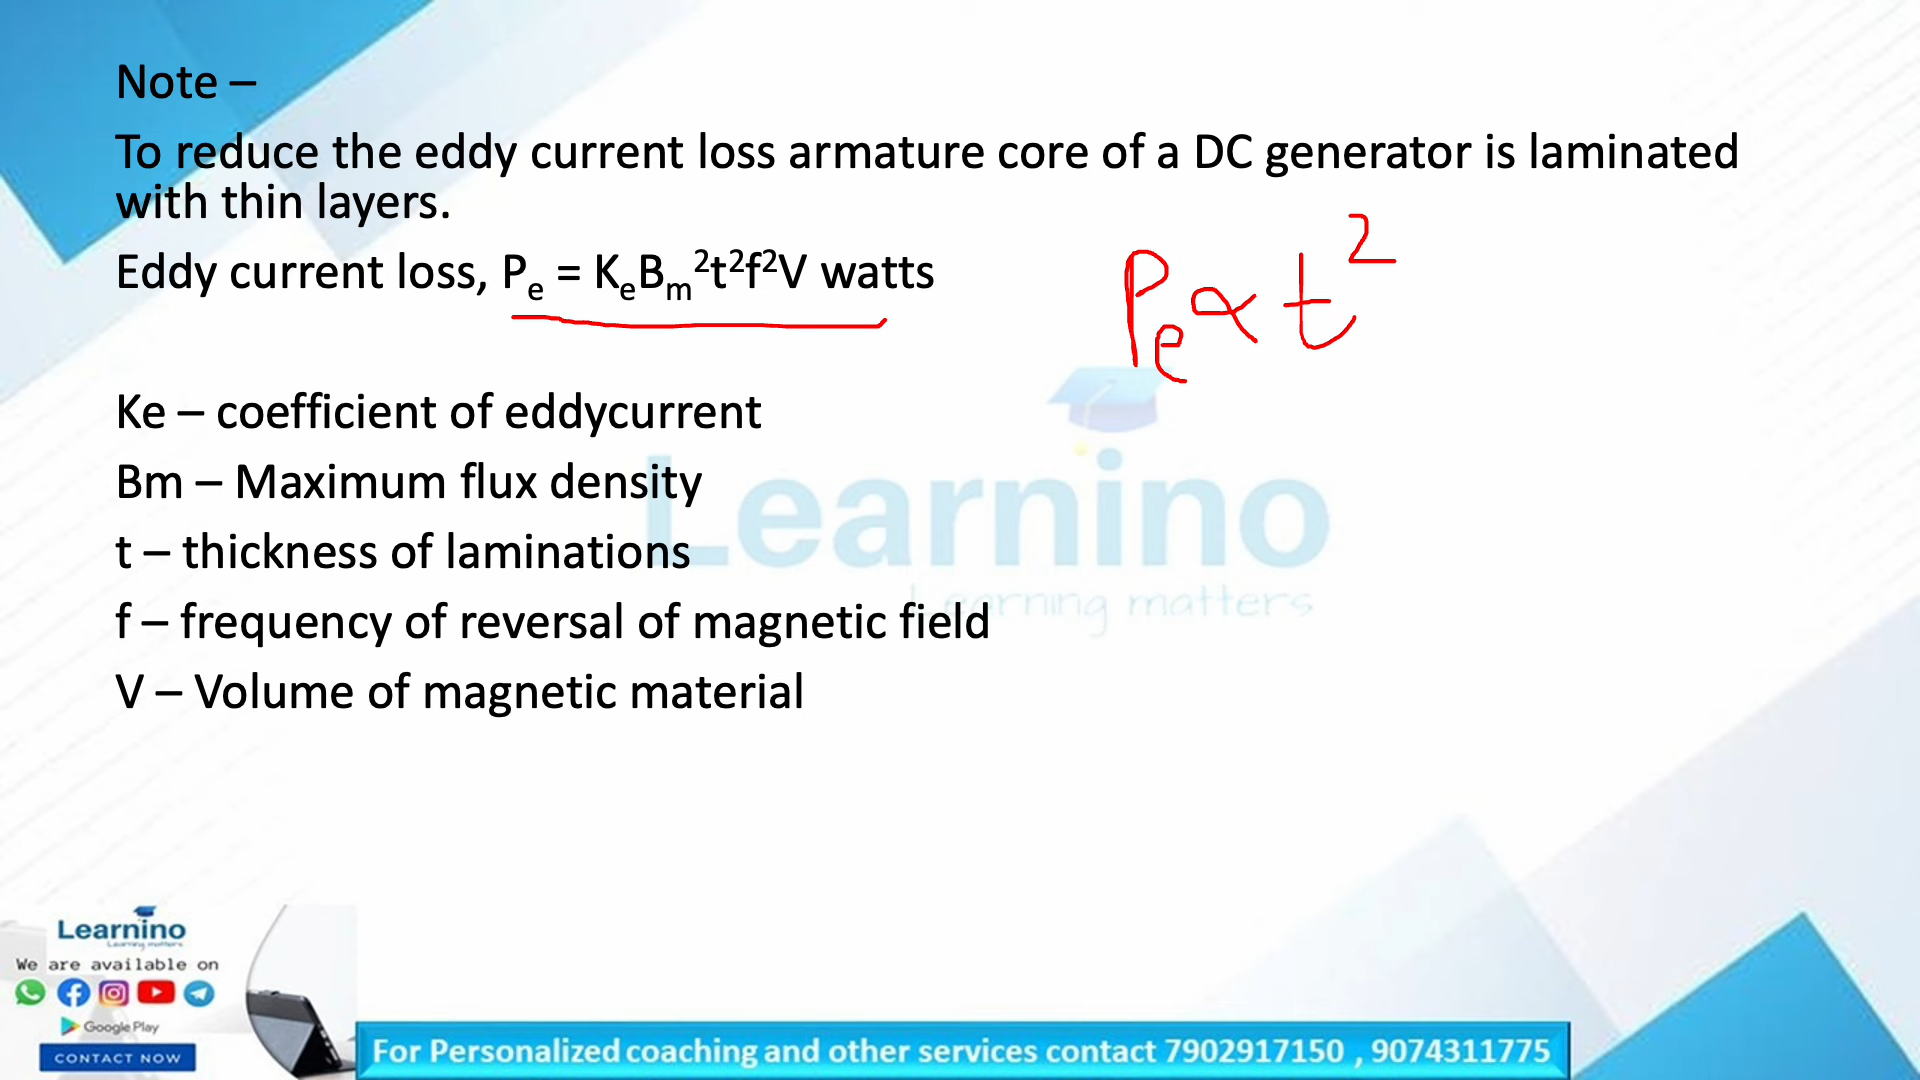 Note –
To reduce the eddy current loss armature core of a DC generator is laminated
with thin layers.
Eddy current loss, Pₑ = KₑBₘ²t²f²V watts
Pₑ ∝ t²
Ke – coefficient of eddycurrent
Bm – Maximum flux density
t – thickness of laminations
f – frequency of reversal of magnetic field
V – Volume of magnetic material
Learnino
Learning matters
Learnino
Learning matters
We are available on
Google Play
CONTACT NOW
For Personalized coaching and other services contact 7902917150 , 9074311775